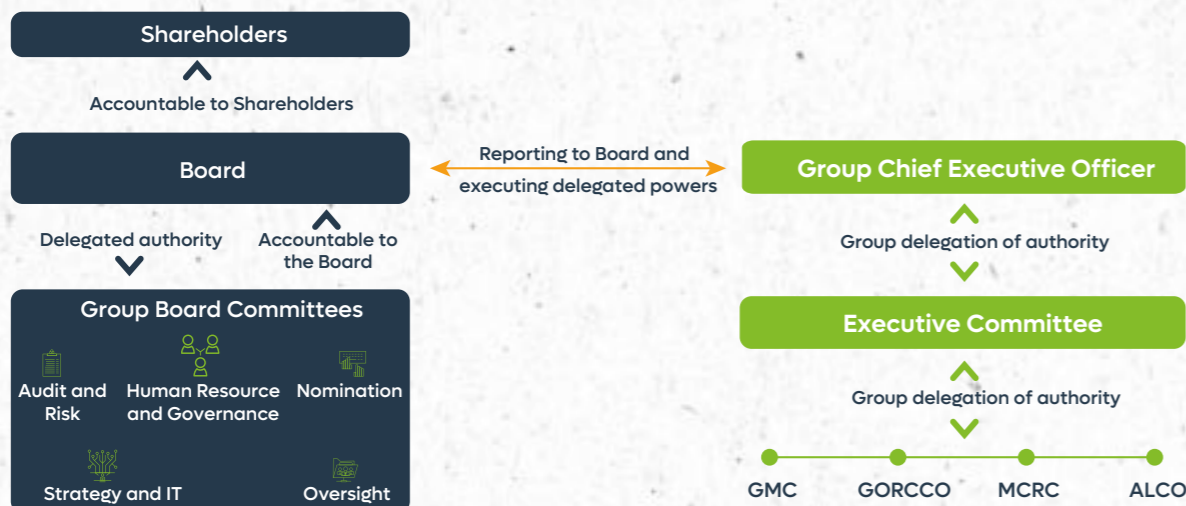 Shareholders
Accountable to Shareholders
Board
Delegated authority
Accountable to
the Board
Group Board Committees
Audit and
Risk
Human Resource
and Governance
Nomination
Strategy and IT
Oversight
Reporting to Board and
executing delegated powers
Group Chief Executive Officer
Group delegation of authority
Executive Committee
Group delegation of authority
GMC
GORCCO
MCRC
ALCO